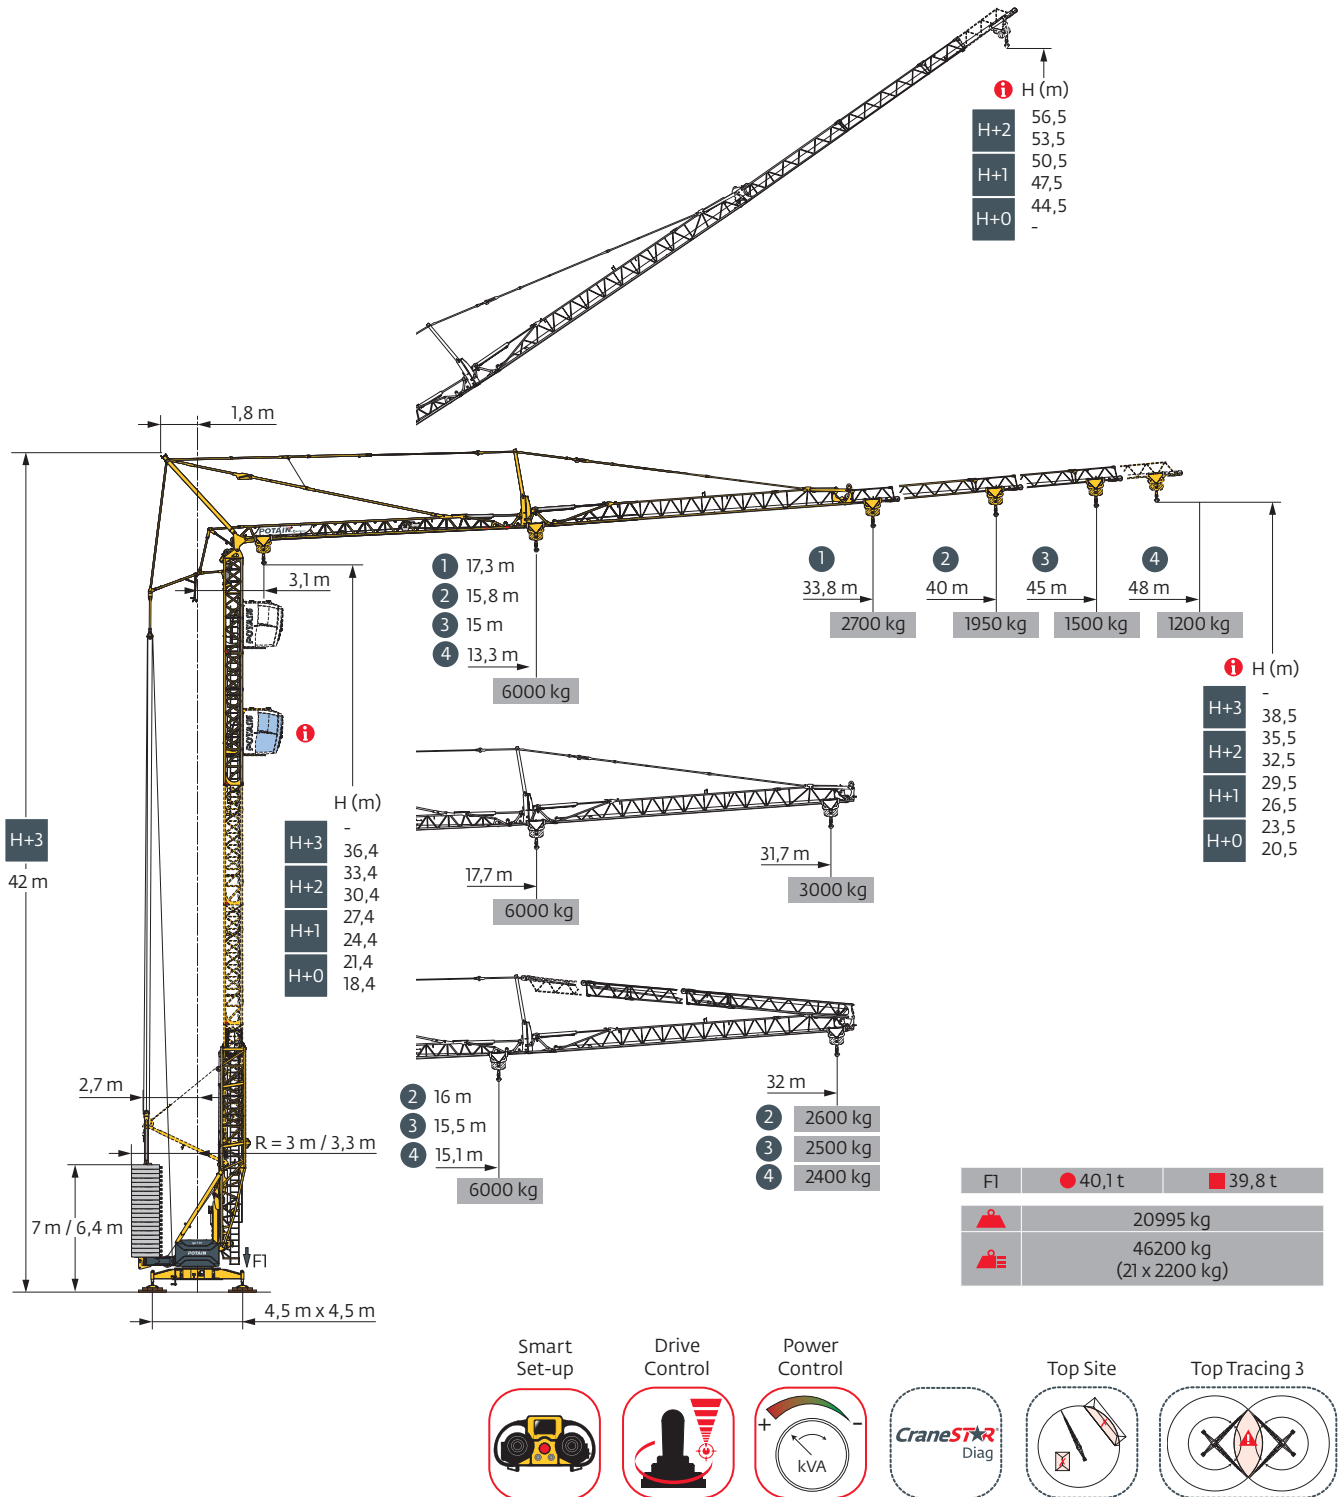 H (m)
H+2
56,5
53,5
H+1
50,5
47,5
H+0
44,5
-
1,8 m
POTAIN
3,1 m
1 17,3 m
2 15,8 m
3 15 m
4 13,3 m
6000 kg
1
33,8 m
2700 kg
2
40 m
1950 kg
3
45 m
1500 kg
4
48 m
1200 kg
POTAIN
POTAIN
H (m)
H+3
-
38,5
H+2
35,5
32,5
H+1
29,5
26,5
H+0
23,5
20,5
H+3
42 m
H (m)
H+3
-
36,4
H+2
33,4
30,4
H+1
27,4
24,4
H+0
21,4
18,4
17,7 m
6000 kg
31,7 m
3000 kg
2,7 m
R = 3 m / 3,3 m
7 m / 6,4 m
POTAIN
F1
4,5 m x 4,5 m
2 16 m
3 15,5 m
4 15,1 m
6000 kg
32 m
2 2600 kg
3 2500 kg
4 2400 kg
F1 40,1 t 39,8 t
20995 kg
46200 kg
(21 x 2200 kg)
Smart
Set-up
Drive
Control
Power
Control
+ -
kVA
CraneSTAR
Diag
Top Site
Top Tracing 3